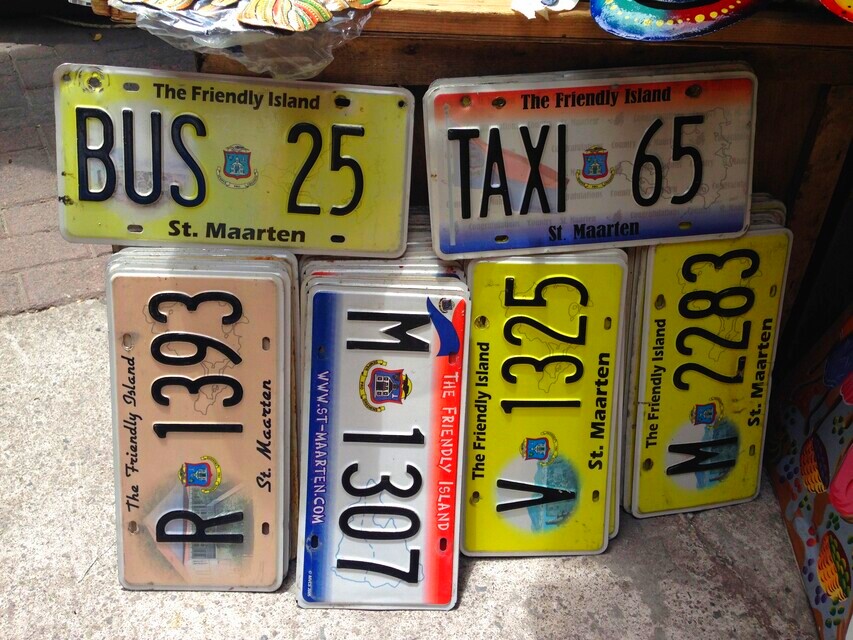 The Friendly Island
BUS 25
St. Maarten
The Friendly Island
TAXI 65
St. Maarten
The Friendly Island
R 1393
St. Maarten
THE FRIENDLY ISLAND
M 1307
WWW.ST-MAARTEN.COM
The Friendly Island
V 1325
St. Maarten
The Friendly Island
M 2283
St. Maarten